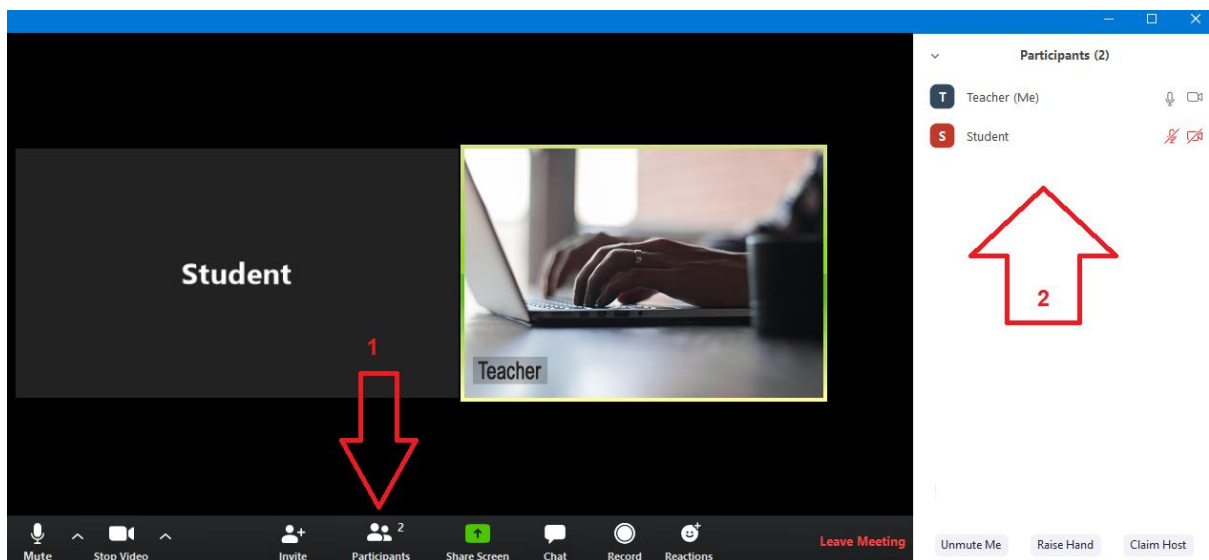 Participants (2)
T Teacher (Me)
S Student
Student
Teacher
1
2
Mute
Stop Video
Invite
Participants 2
Share Screen
Chat
Record
Reactions
Leave Meeting
Unmute Me
Raise Hand
Claim Host